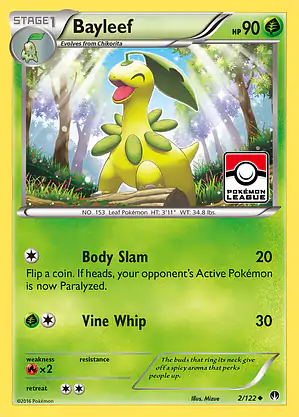 STAGE1
Bayleef
HP 90
Evolves from Chikorita
POKÉMON
LEAGUE
NO. 153 Leaf Pokémon HT: 3'11" WT: 34.8 lbs.
Body Slam 20
Flip a coin. If heads, your opponent's Active Pokémon
is now Paralyzed.
Vine Whip 30
weakness resistance
×2
retreat
The buds that ring its neck give
off a spicy aroma that perks
people up.
©2016 Pokémon
Illus. Miave
2/122